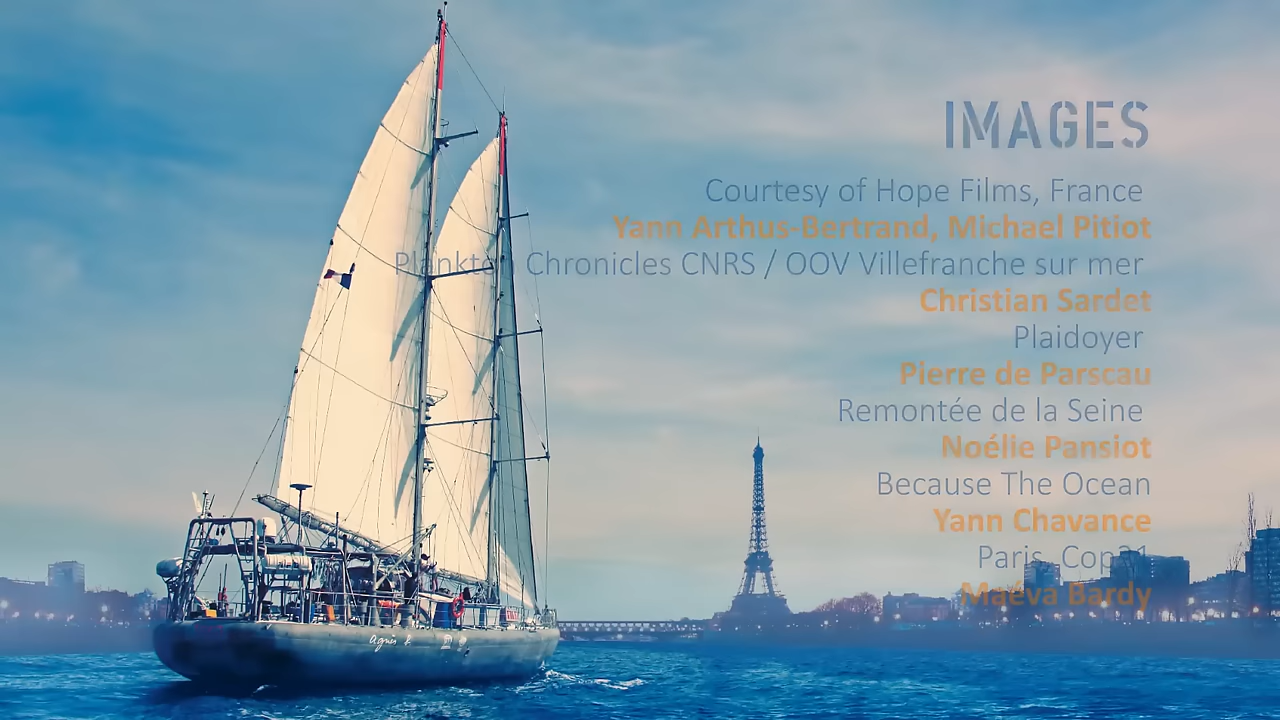 IMAGES
Courtesy of Hope Films, France
Yann Arthus-Bertrand, Michael Pitiot
Plankton Chronicles CNRS / OOV Villefranche sur mer
Christian Sardet
Plaidoyer
Pierre de Parscau
Remontée de la Seine
Noélie Pansiot
Because The Ocean
Yann Chavance
Paris, Cop21
Maéva Bardy
agnès b.